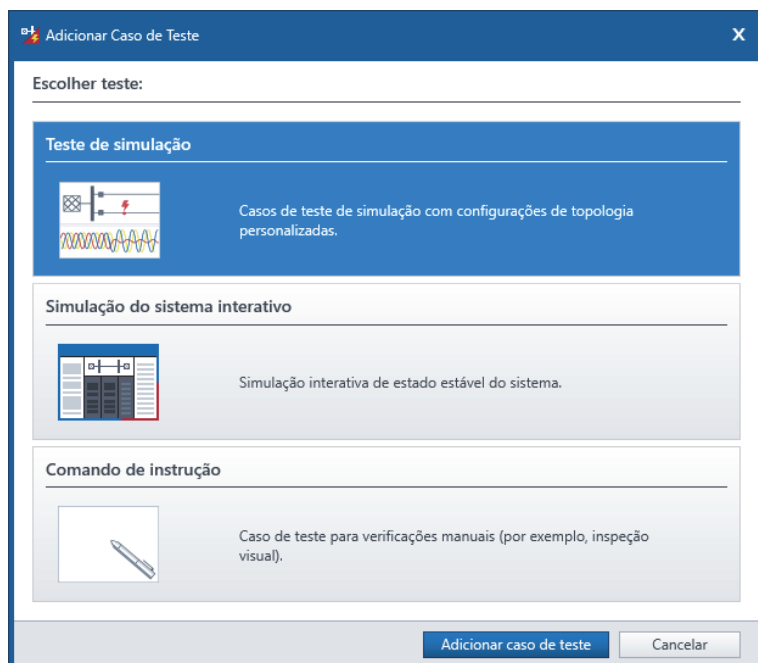 Adicionar Caso de Teste
X
Escolher teste:
Teste de simulação
Casos de teste de simulação com configurações de topologia
personalizadas.
Simulação do sistema interativo
Simulação interativa de estado estável do sistema.
Comando de instrução
Caso de teste para verificações manuais (por exemplo, inspeção
visual).
Adicionar caso de teste
Cancelar